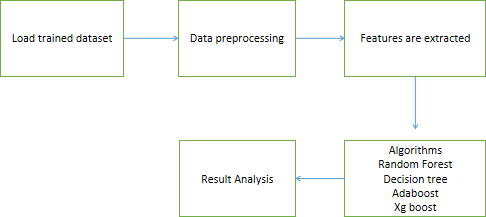 Load trained dataset
Data preprocessing
Features are extracted
Algorithms
Random Forest
Decision tree
Adaboost
Xg boost
Result Analysis